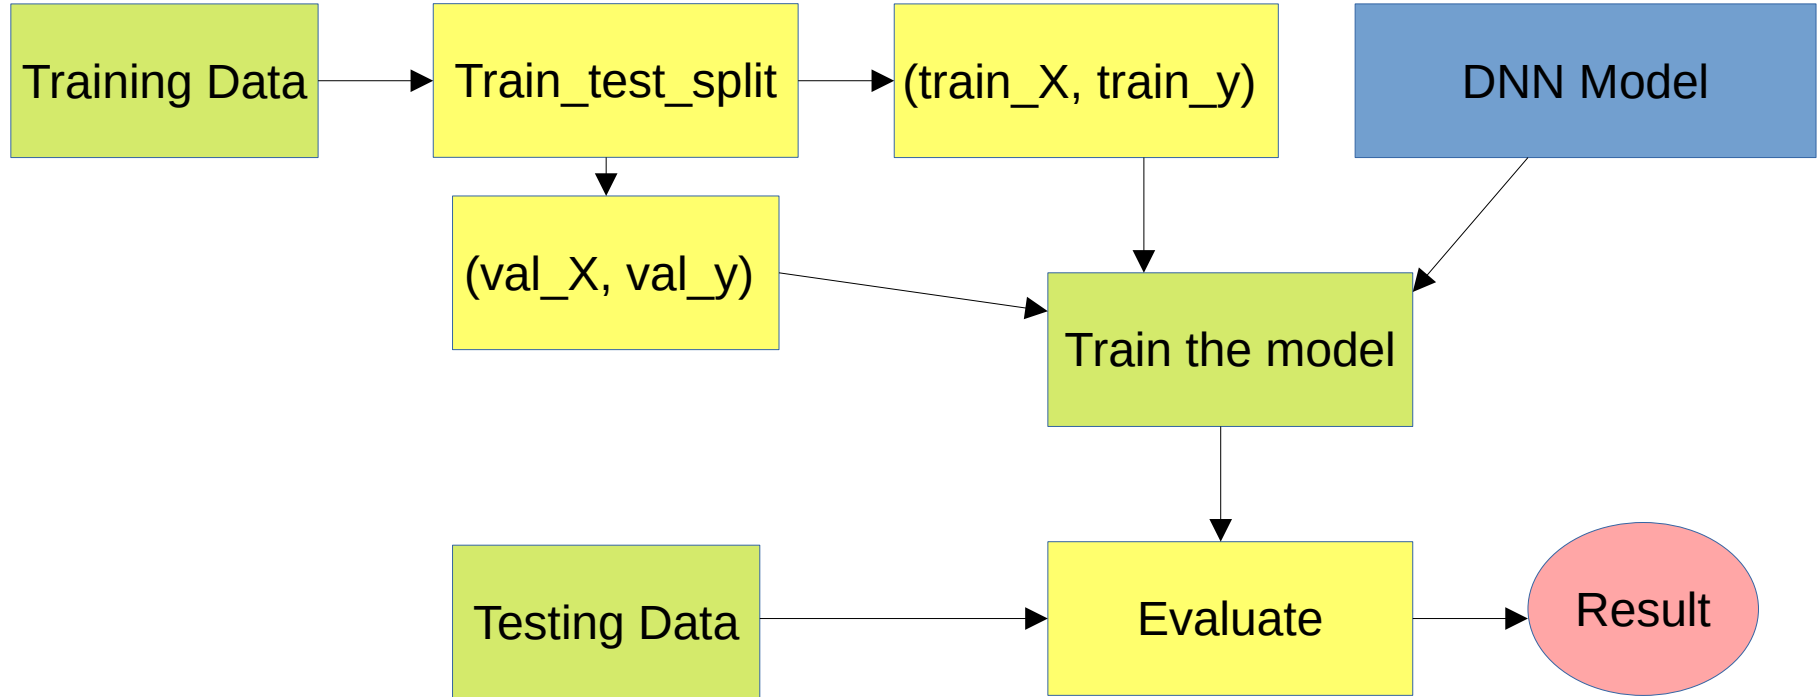 Training Data
Train_test_split
(train_X, train_y)
DNN Model
(val_X, val_y)
Train the model
Testing Data
Evaluate
Result